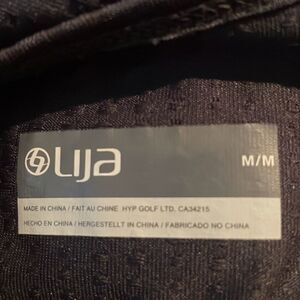 Lija
M/M
MADE IN CHINA / FAIT AU CHINE HYP GOLF LTD. CA34215
HECHO EN CHINA / HERGESTELLT IN CHINA / FABRICADO NO CHINA